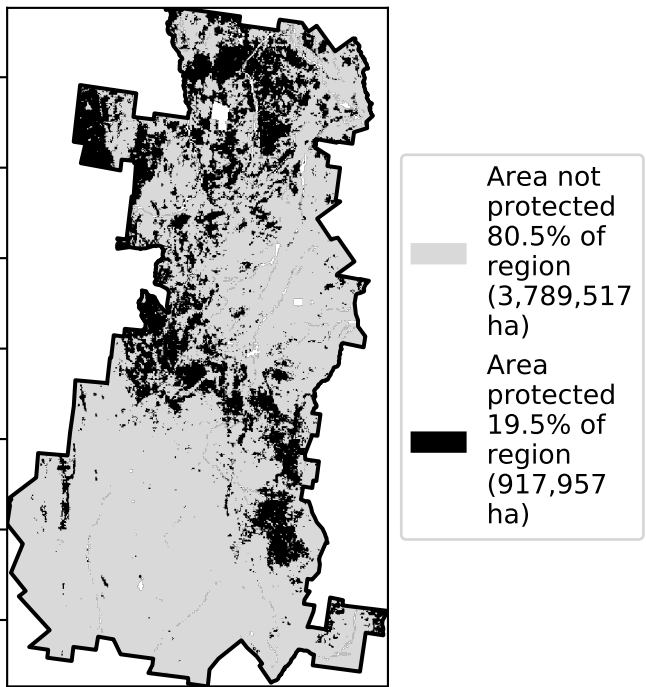 Area not
protected
80.5% of
region
(3,789,517
ha)
Area
protected
19.5% of
region
(917,957
ha)